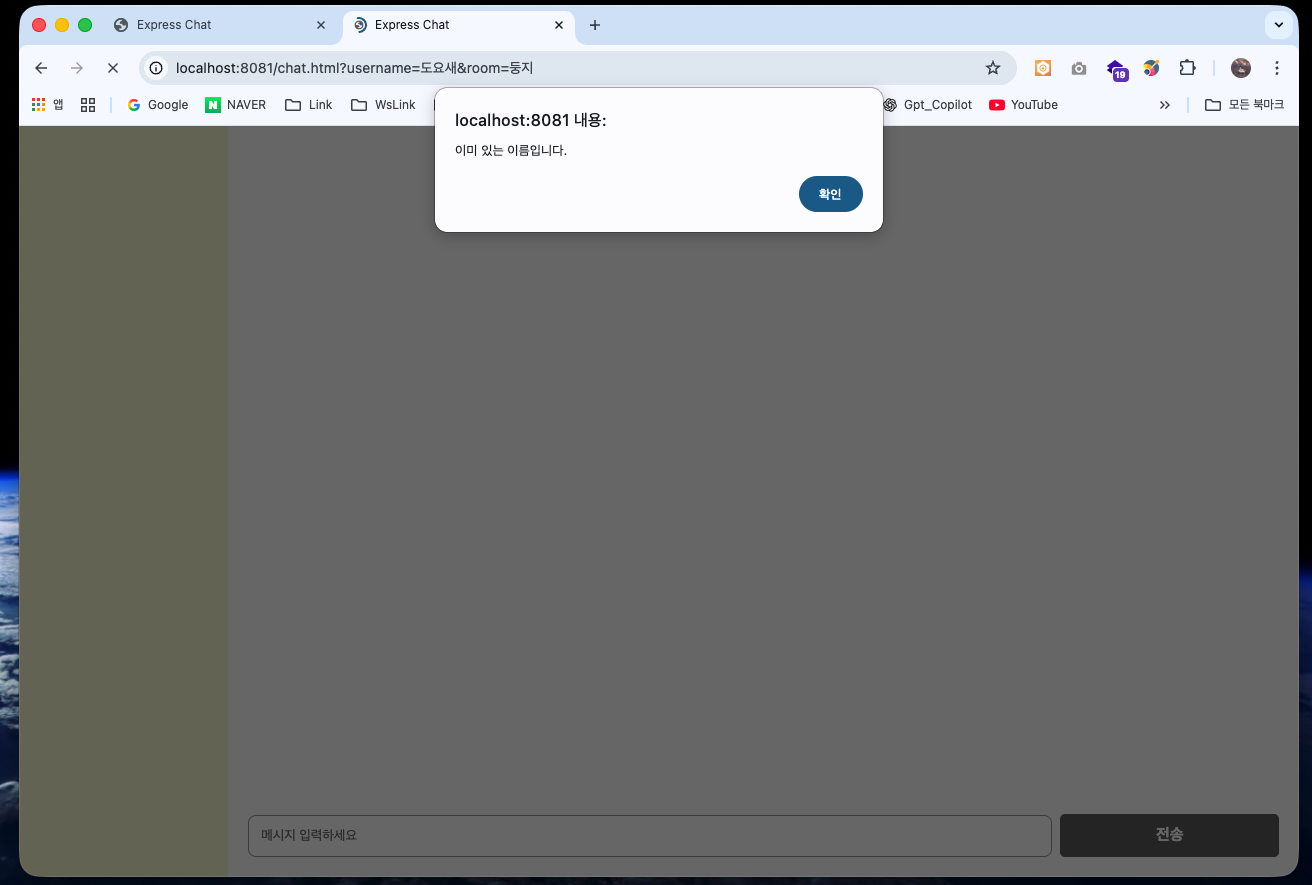 Express Chat
Express Chat
localhost:8081/chat.html?username=도요새&room=둥지
19
앱
Google
N NAVER
Link
WsLink
Gpt_Copilot
YouTube
모든 북마크
localhost:8081 내용:
이미 있는 이름입니다.
확인
메시지 입력하세요
전송